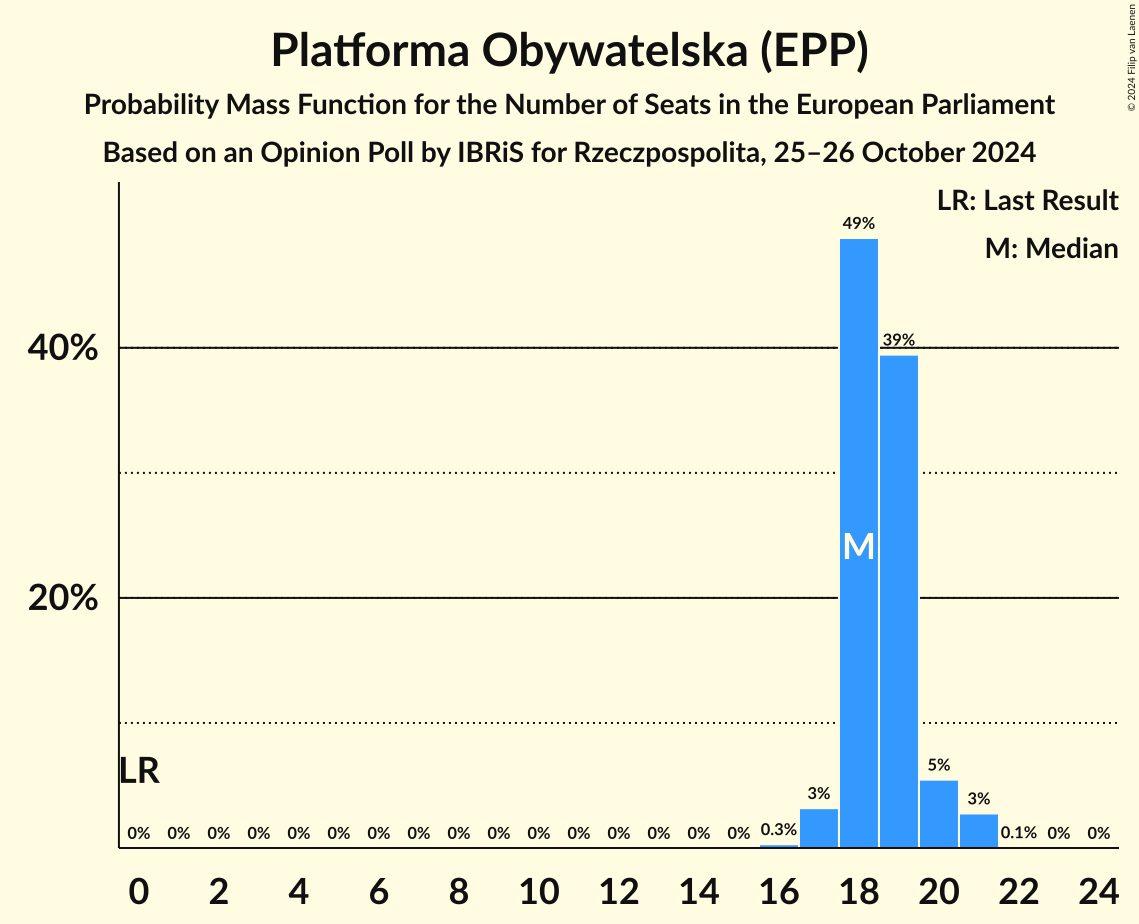 Platforma Obywatelska (EPP)
Probability Mass Function for the Number of Seats in the European Parliament
Based on an Opinion Poll by IBRiS for Rzeczpospolita, 25–26 October 2024
© 2024 Filip van Laenen
LR: Last Result
M: Median
49%
40%
39%
M
20%
LR
5%
3%
3%
0% 0% 0% 0% 0% 0% 0% 0% 0% 0% 0% 0% 0% 0% 0% 0% 0.3% 0.1% 0% 0%
0 2 4 6 8 10 12 14 16 18 20 22 24